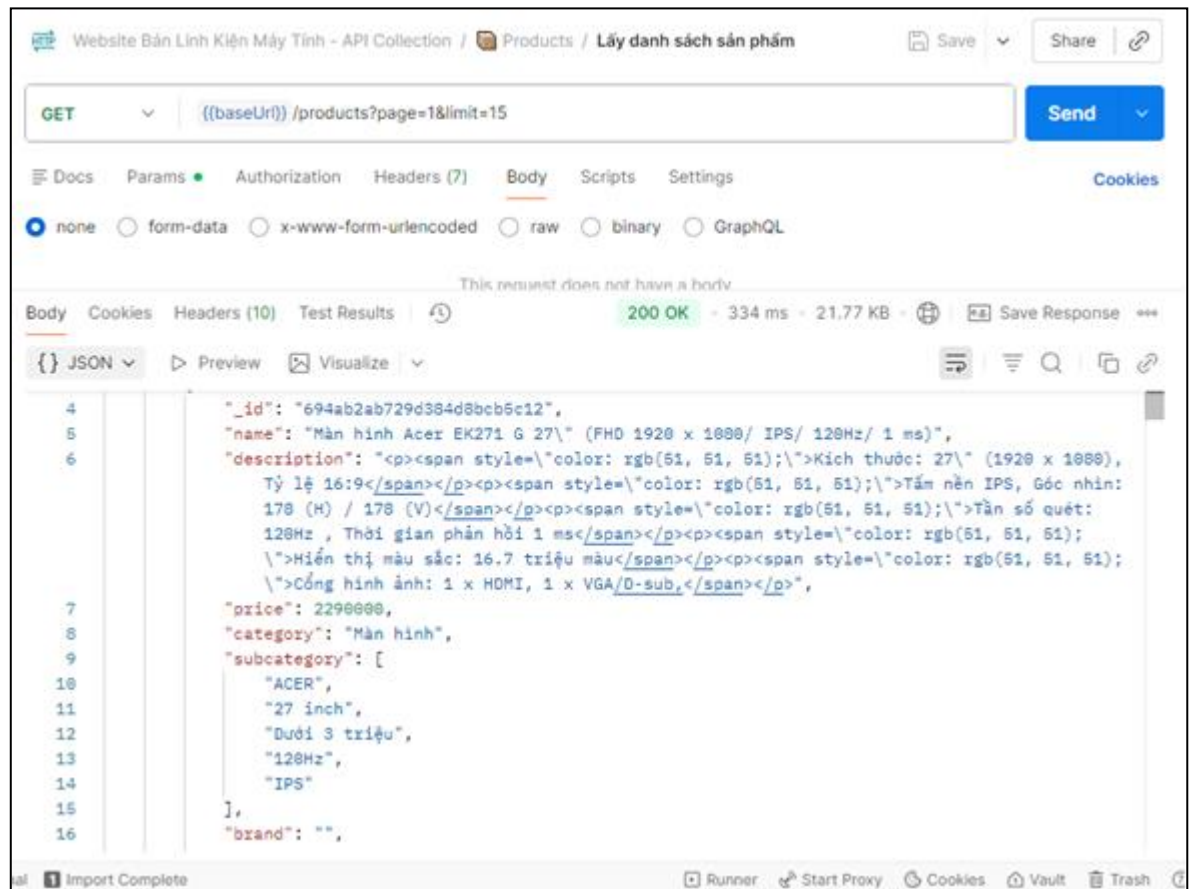 Website Bán Linh Kiện Máy Tính - API Collection / Products / Lấy danh sách sản phẩm Save Share
GET {{baseUrl}} /products?page=1&limit=15 Send
Docs Params Authorization Headers (7) Body Scripts Settings Cookies
none form-data x-www-form-urlencoded raw binary GraphQL
This request does not have a body
Body Cookies Headers (10) Test Results 200 OK 334 ms 21.77 KB Save Response
{} JSON Preview Visualize
4 "_id": "694ab2ab729d384d8bcb6c12",
5 "name": "Màn hình Acer EK271 G 27\" (FHD 1920 x 1080/ IPS/ 120Hz/ 1 ms)",
6 "description": "<p><span style=\"color: rgb(51, 51, 51);\">Kích thước: 27\" (1920 x 1080),
Tỷ lệ 16:9</span></p><p><span style=\"color: rgb(51, 51, 51);\">Tấm nền IPS, Góc nhìn:
178 (H) / 178 (V)</span></p><p><span style=\"color: rgb(51, 51, 51);\">Tần số quét:
120Hz , Thời gian phản hồi 1 ms</span></p><p><span style=\"color: rgb(51, 51, 51);
\">Hiển thị màu sắc: 16.7 triệu màu</span></p><p><span style=\"color: rgb(51, 51, 51);
\">Cổng hình ảnh: 1 x HDMI, 1 x VGA/D-sub,</span></p>",
7 "price": 2290000,
8 "category": "Màn hình",
9 "subcategory": [
10 "ACER",
11 "27 inch",
12 "Dưới 3 triệu",
13 "120Hz",
14 "IPS"
15 ],
16 "brand": "",
Import Complete Runner Start Proxy Cookies Vault Trash